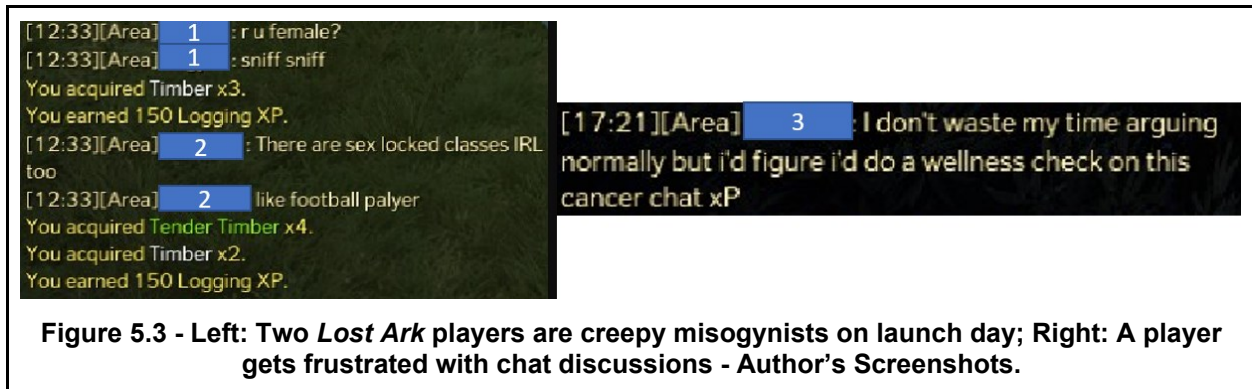 [12:33][Area] 1 : r u female?
[12:33][Area] 1 : sniff sniff
You acquired Timber x3.
You earned 150 Logging XP.
[12:33][Area] 2 : There are sex locked classes IRL
too
[12:33][Area] 2 like football palyer
You acquired Tender Timber x4.
You acquired Timber x2.
You earned 150 Logging XP.
[17:21][Area] 3 : I don't waste my time arguing
normally but i'd figure i'd do a wellness check on this
cancer chat xP
Figure 5.3 - Left: Two Lost Ark players are creepy misogynists on launch day; Right: A player
gets frustrated with chat discussions - Author's Screenshots.